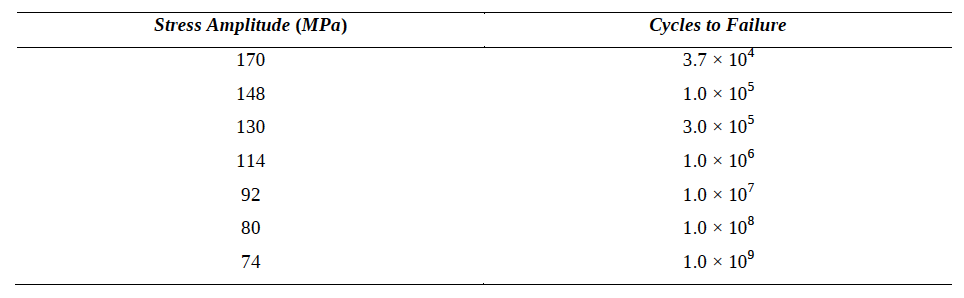 Stress Amplitude (MPa) Cycles to Failure
170 3.7 × 10⁴
148 1.0 × 10⁵
130 3.0 × 10⁵
114 1.0 × 10⁶
92 1.0 × 10⁷
80 1.0 × 10⁸
74 1.0 × 10⁹